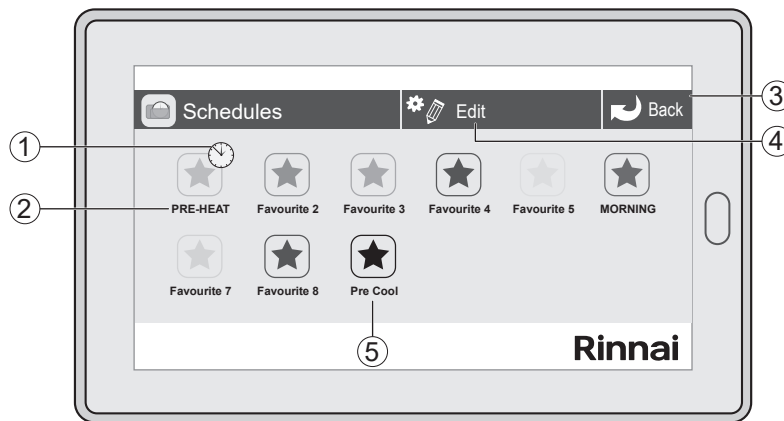 Schedules Edit Back
3
4
1
2
PRE-HEAT Favourite 2 Favourite 3 Favourite 4 Favourite 5 MORNING
Favourite 7 Favourite 8 Pre Cool
5
Rinnai